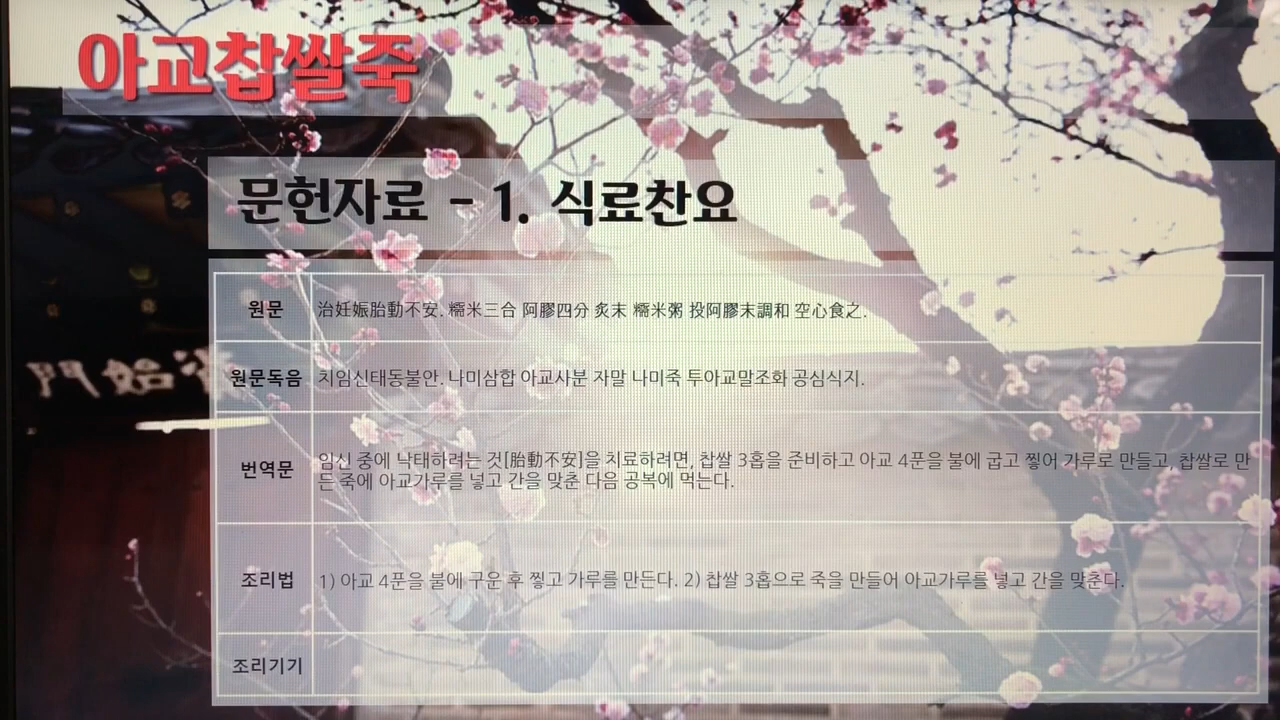 아교찹쌀죽
문헌자료 - 1. 식료찬요
원문 治妊娠胎動不安. 糯米三合 阿膠四分 炙末 糯米粥 投阿膠末調和 空心食之.
원문독음 치임신태동불안. 나미삼합 아교사분 자말 나미죽 투아교말조화 공심식지.
번역문 임신 중에 낙태하려는 것[胎動不安]을 치료하려면, 찹쌀 3홉을 준비하고 아교 4푼을 불에 굽고 찧어 가루로 만들고, 찹쌀로 만
든 죽에 아교가루를 넣고 간을 맞춘 다음 공복에 먹는다.
조리법 1) 아교 4푼을 불에 구운 후 찧고 가루를 만든다. 2) 찹쌀 3홉으로 죽을 만들어 아교가루를 넣고 간을 맞춘다.
조리기기